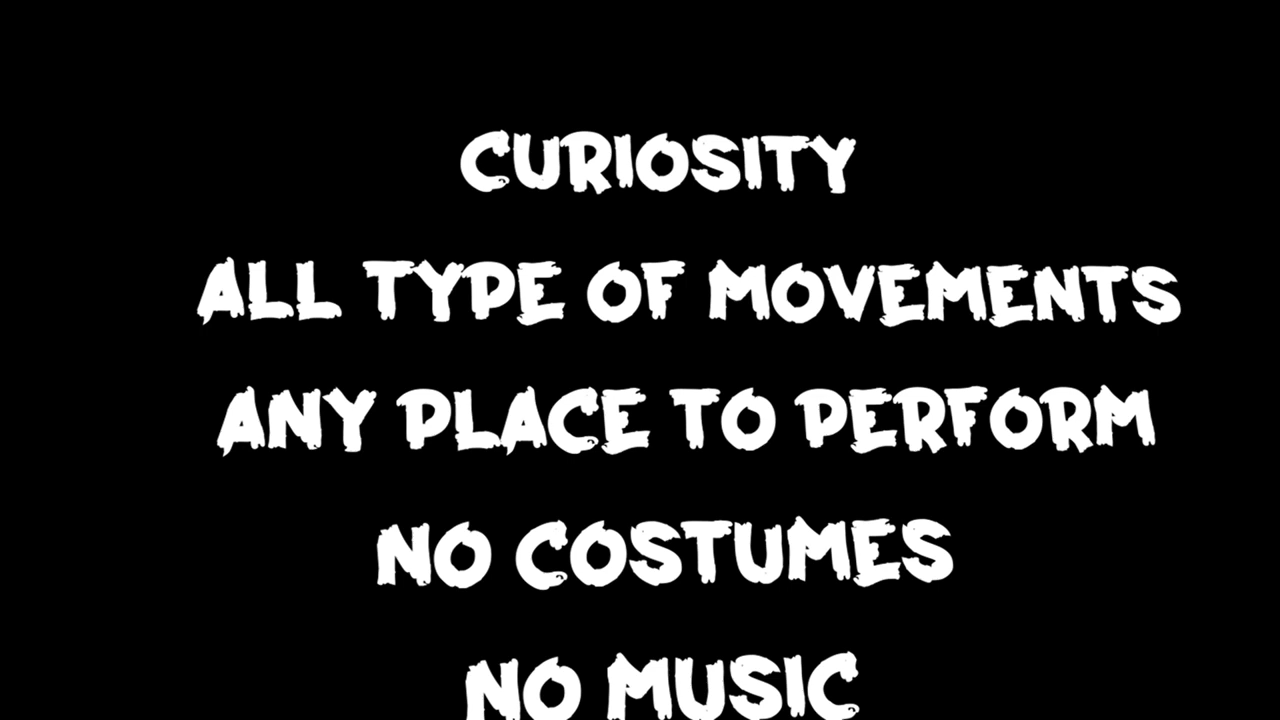 CURIOSITY
ALL TYPE OF MOVEMENTS
ANY PLACE TO PERFORM
NO COSTUMES
NO MUSIC